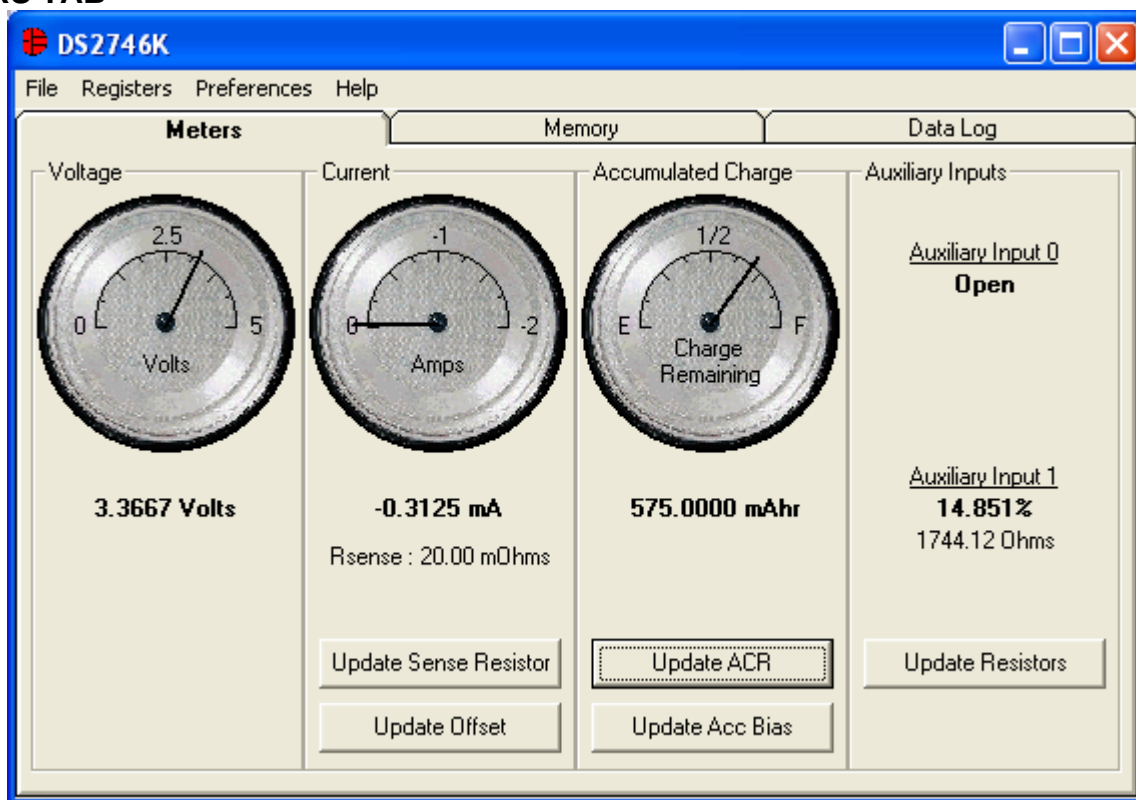 DS2746K
File Registers Preferences Help
Meters Memory Data Log
Voltage
2.5
0 5
Volts
3.3667 Volts
Current
-1
0 -2
Amps
-0.3125 mA
Rsense : 20.00 mOhms
Update Sense Resistor
Update Offset
Accumulated Charge
1/2
E F
Charge
Remaining
575.0000 mAhr
Update ACR
Update Acc Bias
Auxiliary Inputs
Auxiliary Input 0
Open
Auxiliary Input 1
14.851%
1744.12 Ohms
Update Resistors